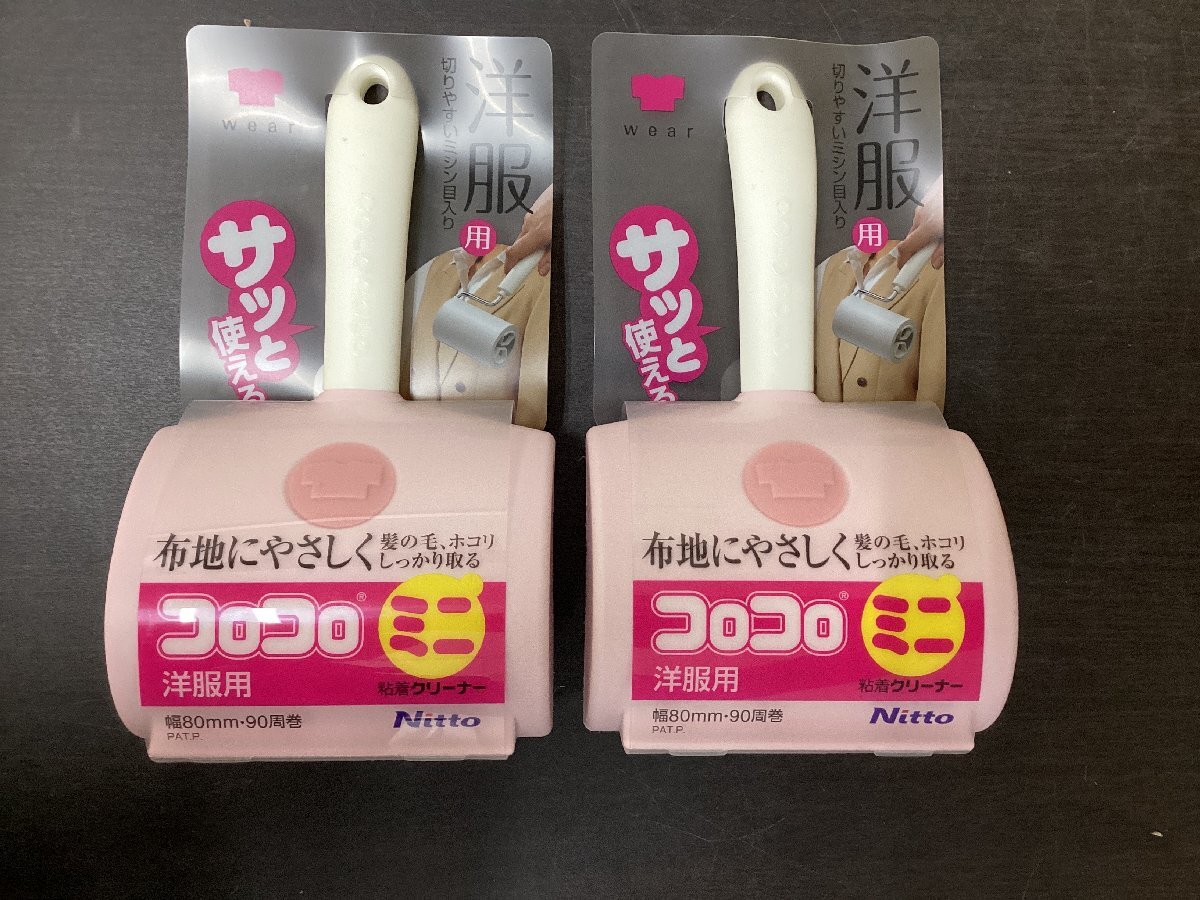 wear
洋服用
切りやすいミシン目入り
サッと
使える
布地にやさしく
髪の毛、ホコリ
しっかり取る
コロコロ®
ミニ
洋服用
粘着クリーナー
幅80mm・90周巻
PAT.P.
Nitto
wear
洋服用
切りやすいミシン目入り
サッと
使える
布地にやさしく
髪の毛、ホコリ
しっかり取る
コロコロ®
ミニ
洋服用
粘着クリーナー
幅80mm・90周巻
PAT.P.
Nitto